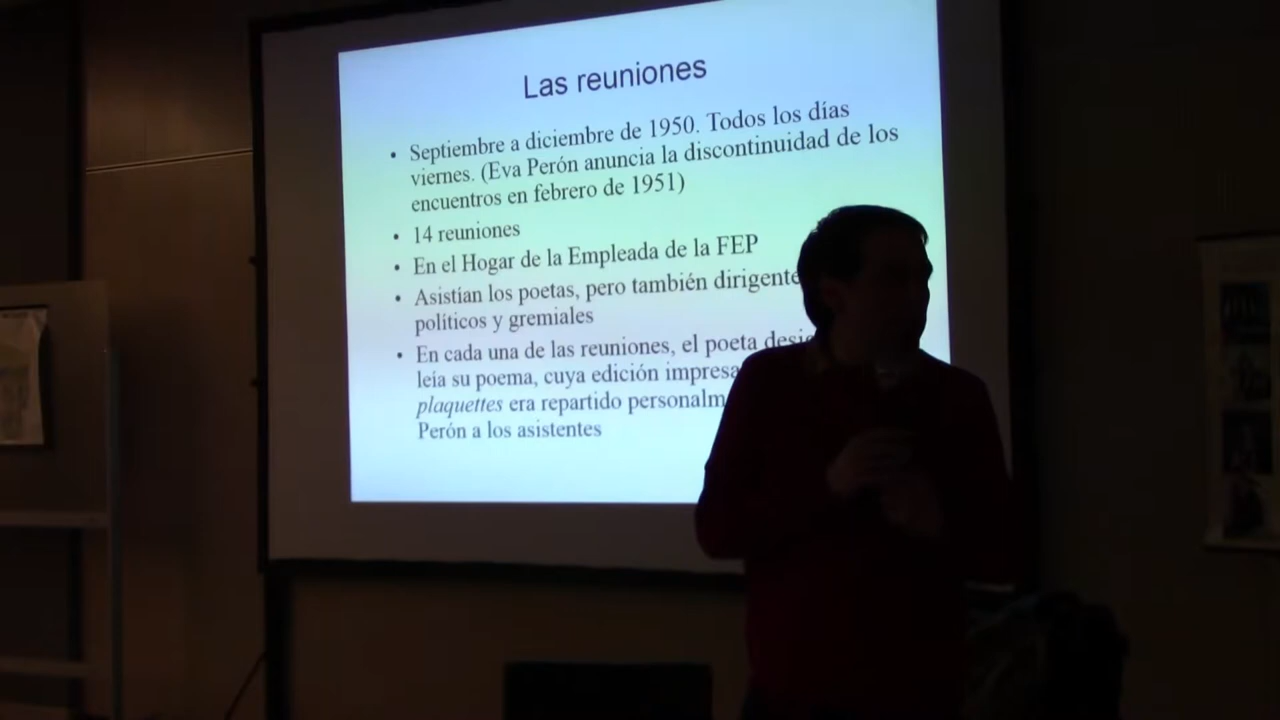 Las reuniones
• Septiembre a diciembre de 1950. Todos los días
viernes. (Eva Perón anuncia la discontinuidad de los
encuentros en febrero de 1951)
• 14 reuniones
• En el Hogar de la Empleada de la FEP
• Asistían los poetas, pero también dirigente
políticos y gremiales
• En cada una de las reuniones, el poeta
leía su poema, cuya edición impresa
plaquettes era repartido
Perón a los asistentes